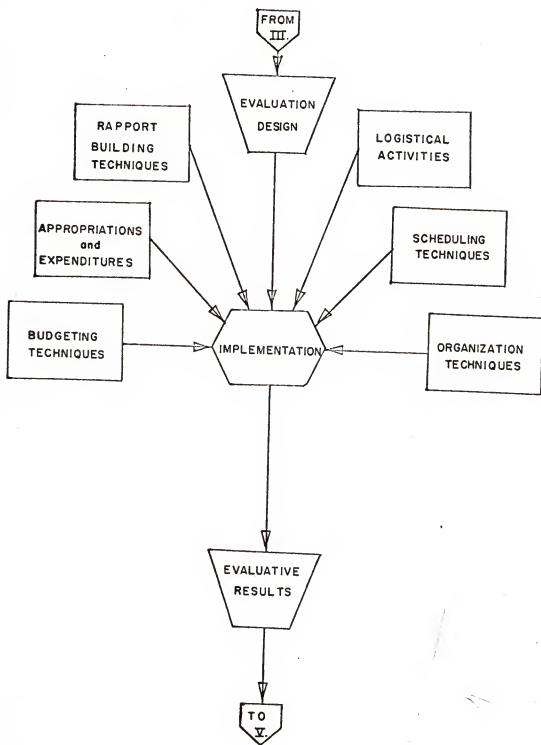 FROM
III.
EVALUATION
DESIGN
RAPPORT
BUILDING
TECHNIQUES
LOGISTICAL
ACTIVITIES
APPROPRIATIONS
and
EXPENDITURES
SCHEDULING
TECHNIQUES
BUDGETING
TECHNIQUES
IMPLEMENTATION
ORGANIZATION
TECHNIQUES
EVALUATIVE
RESULTS
TO
V.